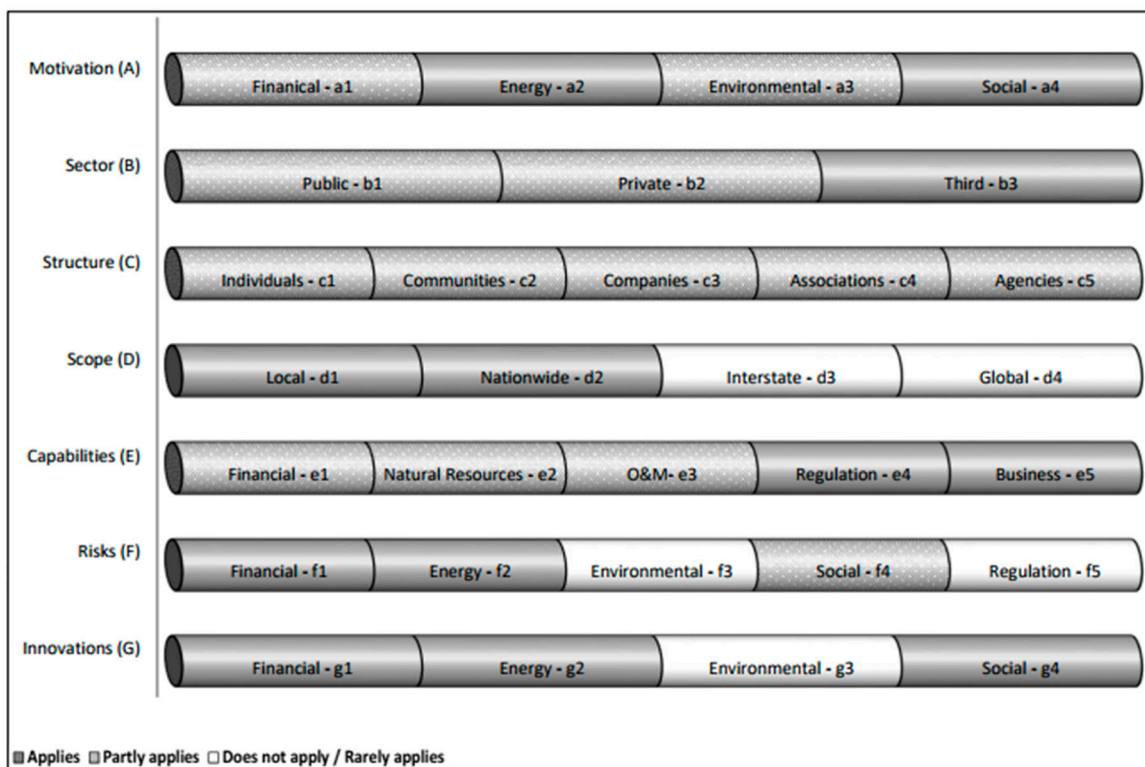 Motivation (A)
Finanical - a1 Energy - a2 Environmental - a3 Social - a4
Sector (B)
Public - b1 Private - b2 Third - b3
Structure (C)
Individuals - c1 Communities - c2 Companies - c3 Associations - c4 Agencies - c5
Scope (D)
Local - d1 Nationwide - d2 Interstate - d3 Global - d4
Capabilities (E)
Financial - e1 Natural Resources - e2 O&M- e3 Regulation - e4 Business - e5
Risks (F)
Financial - f1 Energy - f2 Environmental - f3 Social - f4 Regulation - f5
Innovations (G)
Financial - g1 Energy - g2 Environmental - g3 Social - g4
Applies Partly applies Does not apply / Rarely applies